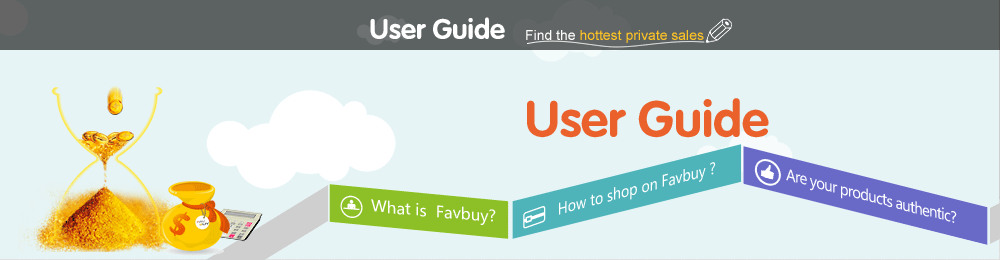 User Guide
Find the hottest private sales
User Guide
What is Favbuy?
How to shop on Favbuy ?
Are your products authentic?